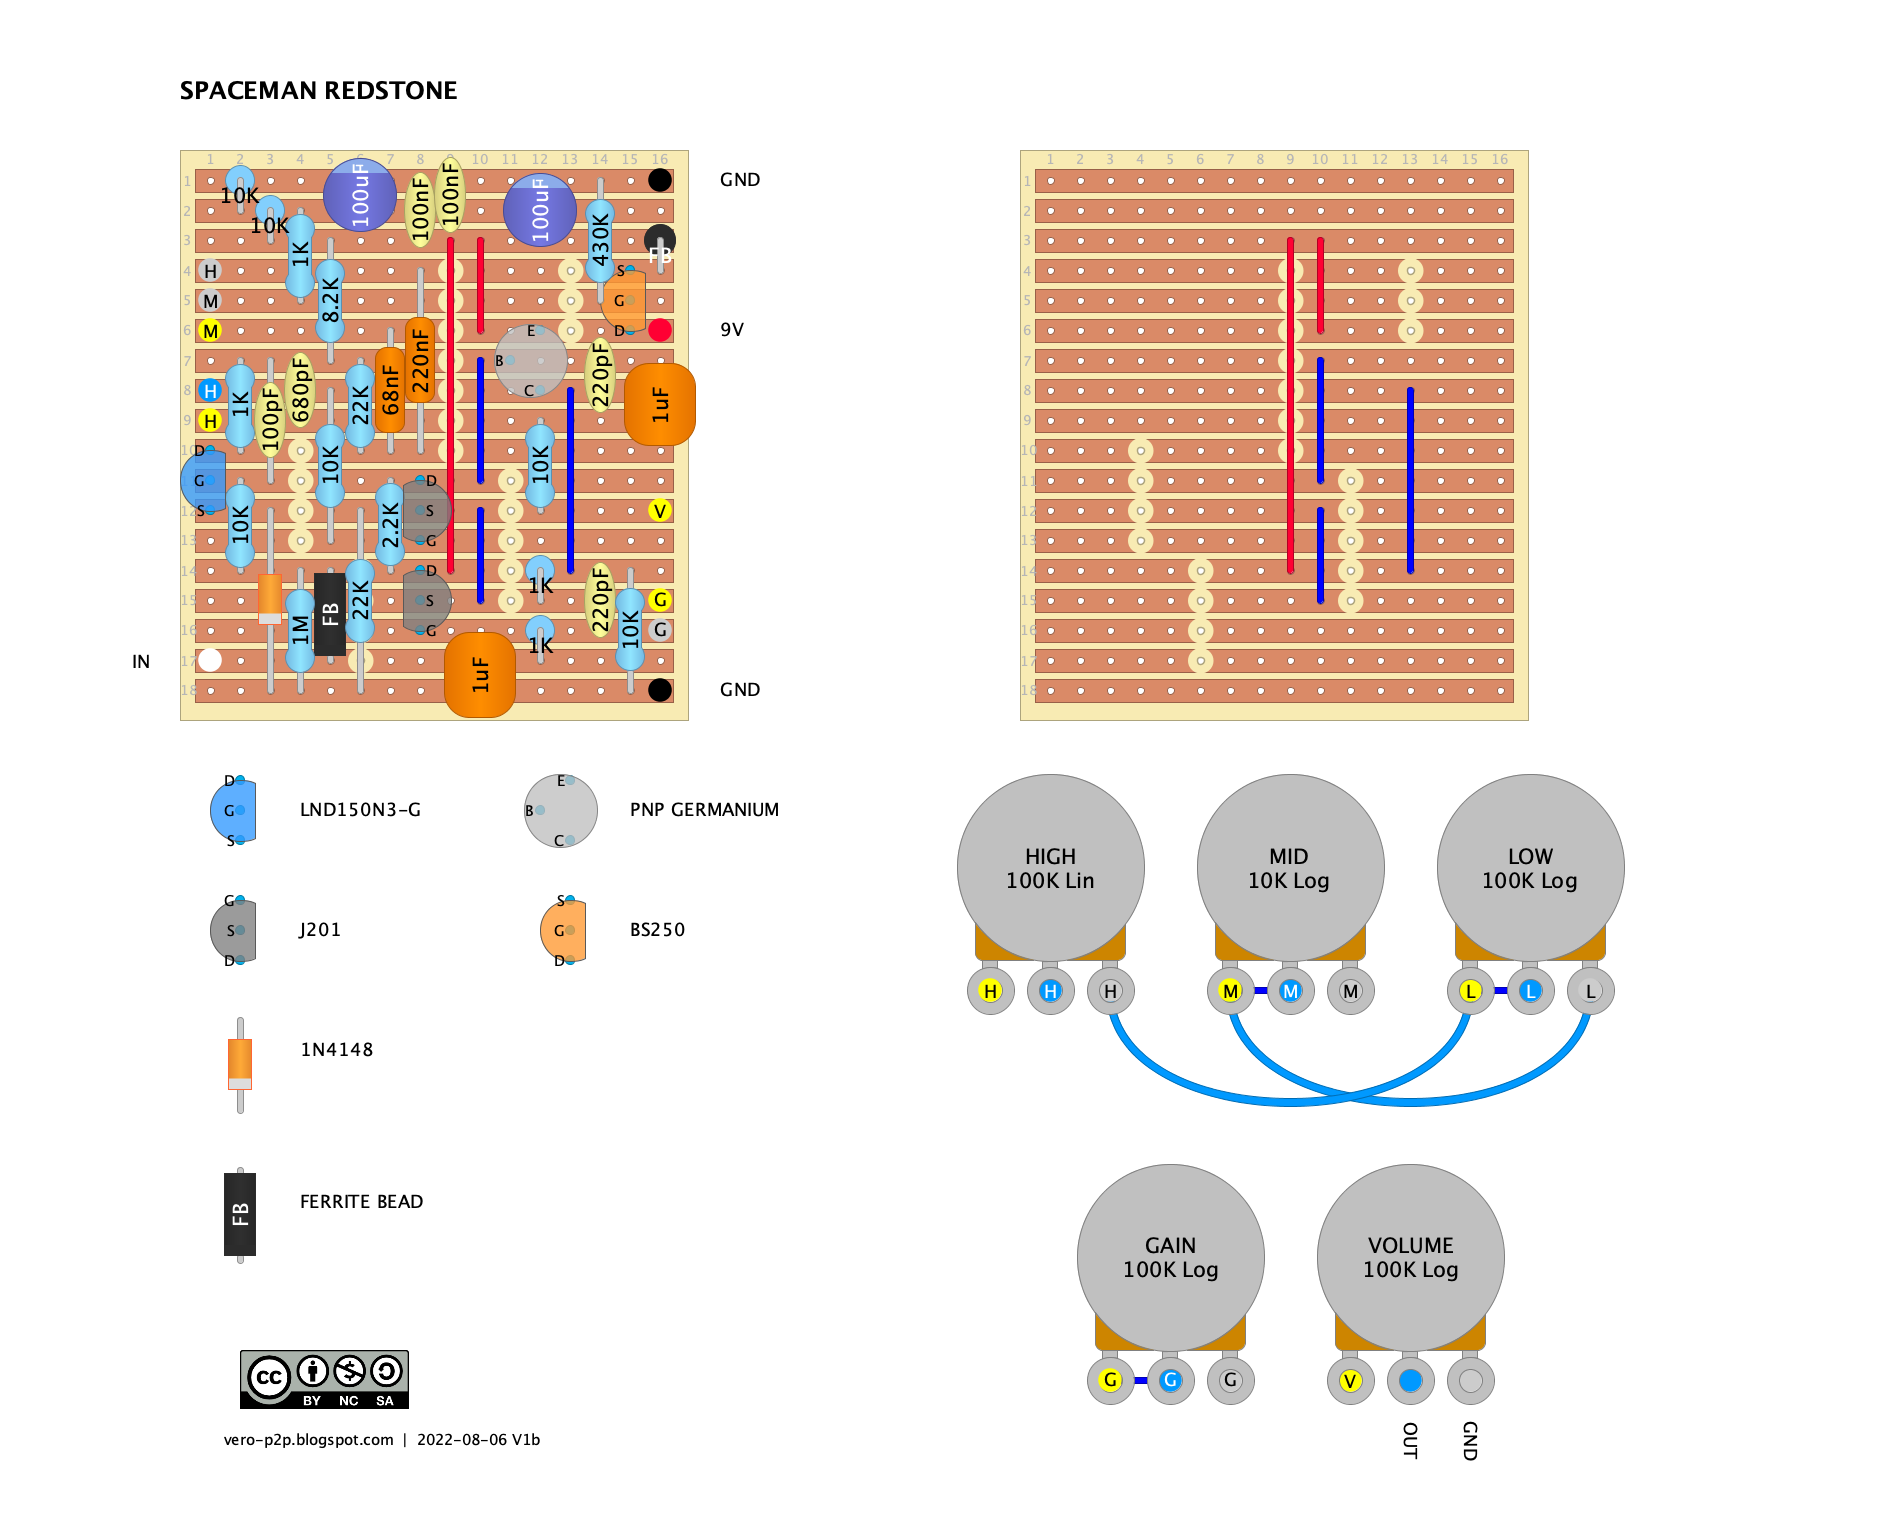 SPACEMAN REDSTONE
1 2 3 4 5 6 7 8 9 10 11 12 13 14 15 16
1 2 3 4 5 6 7 8 9 10 11 12 13 14 15 16
1
10K
100uF
100nF
100nF
100uF
GND
1
2
10K
1K
430K
2
3
8.2K
FB
3
4
H
S
4
5
M
G
5
6
M
220nF
E
D
9V
6
7
680pF
68nF
B
220pF
7
8
H
1K
100pF
22K
C
1uF
8
9
H
9
10
D
10K
10K
10
11
G
D
11
12
S
10K
2.2K
S
V
12
13
G
13
14
D
1K
14
15
1M
FB
22K
S
220pF
10K
G
15
16
G
1K
G
16
IN
17
1uF
17
18
GND
18
D
G
S
LND150N3-G
E
B
C
PNP GERMANIUM
G
S
D
J201
S
G
D
BS250
1N4148
FB
FERRITE BEAD
HIGH
100K Lin
MID
10K Log
LOW
100K Log
H H H
M M M
L L L
GAIN
100K Log
VOLUME
100K Log
G G G
V
OUT
GND
CC
BY NC SA
vero-p2p.blogspot.com | 2022-08-06 V1b